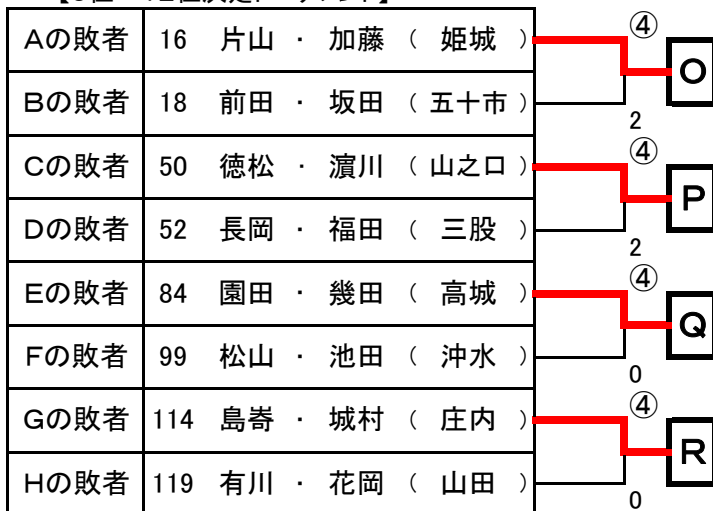 Aの敗者 16 片山 ・ 加藤 ( 姫城 ) ④
O
Bの敗者 18 前田 ・ 坂田 ( 五十市 ) 2
Cの敗者 50 徳松 ・ 濵川 ( 山之口 ) ④
P
Dの敗者 52 長岡 ・ 福田 ( 三股 ) 2
Eの敗者 84 園田 ・ 幾田 ( 高城 ) ④
Q
Fの敗者 99 松山 ・ 池田 ( 沖水 ) 0
Gの敗者 114 島嵜 ・ 城村 ( 庄内 ) ④
R
Hの敗者 119 有川 ・ 花岡 ( 山田 ) 0